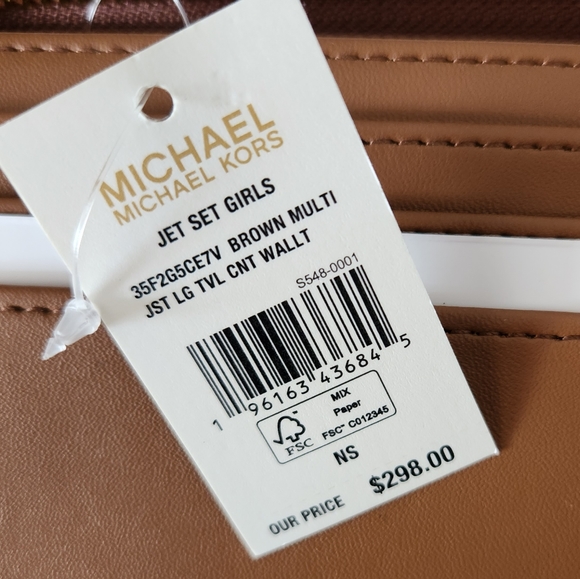 MICHAEL
MICHAEL KORS
JET SET GIRLS
35F2G5CE7V BROWN MULTI
JST LG TVL CNT WALLT
S548-0001
1 96163 43684 5
FSC
MIX
Paper
FSC™ C012345
NS
OUR PRICE $298.00